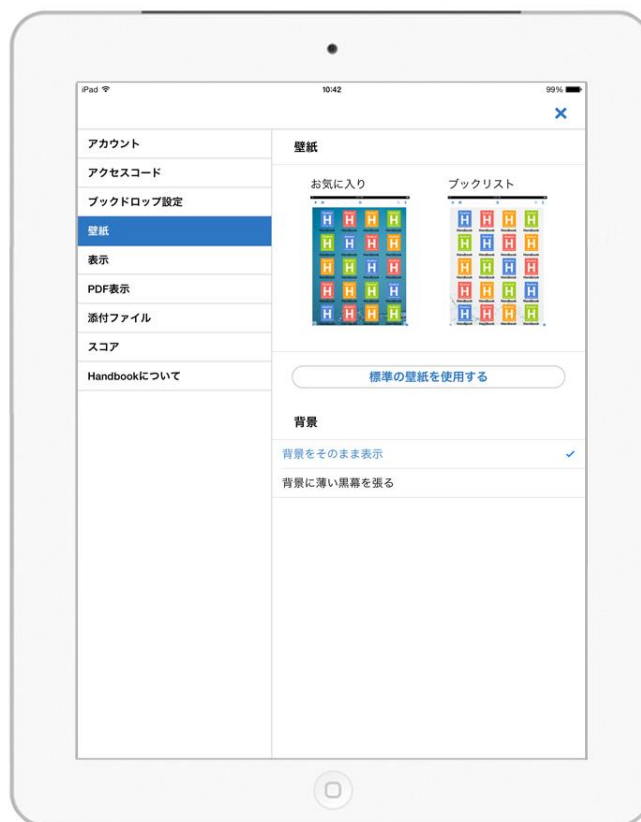 iPad
10:42
99%
×
アカウント
アクセスコード
ブックドロップ設定
壁紙
表示
PDF表示
添付ファイル
スコア
Handbookについて
壁紙
お気に入り
ブックリスト
H H H H
H H H H
H H H H
H H H H
H H H H
H H H H
H H H H
H H H H
H H H H
H H H H
標準の壁紙を使用する
背景
背景をそのまま表示
背景に薄い黒幕を張る